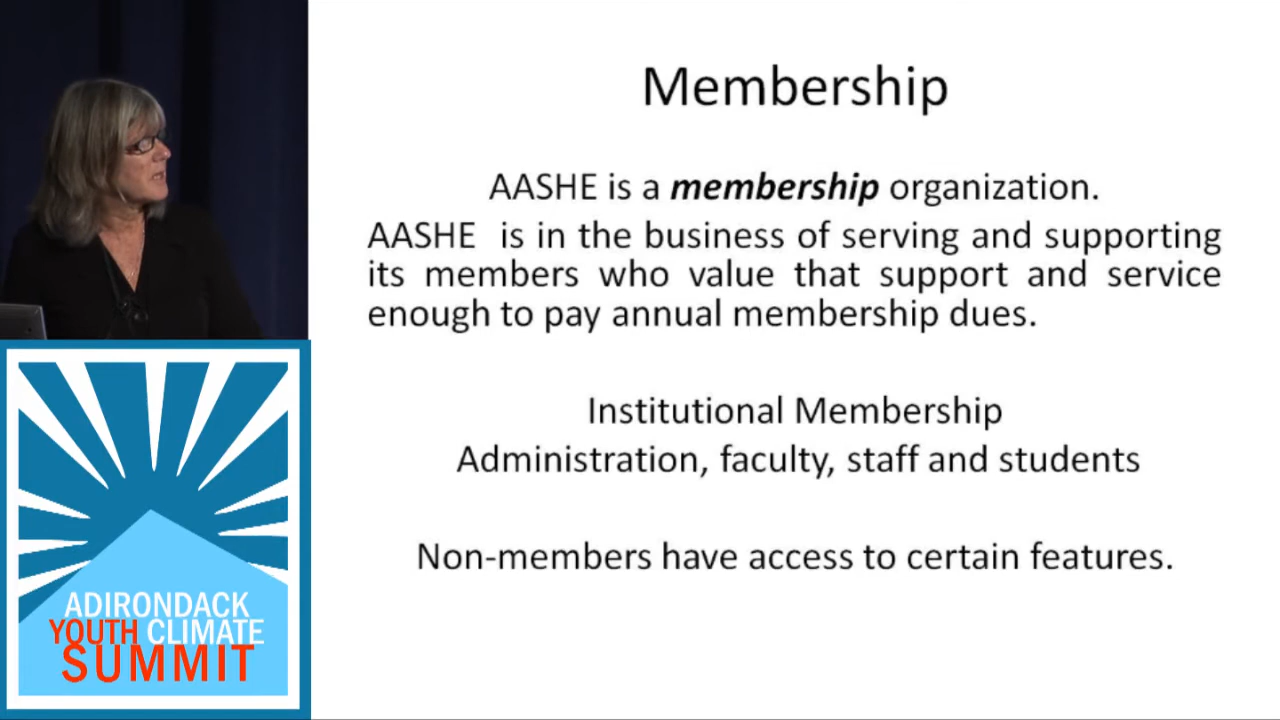 Membership
AASHE is a membership organization.
AASHE is in the business of serving and supporting
its members who value that support and service
enough to pay annual membership dues.
Institutional Membership
Administration, faculty, staff and students
Non-members have access to certain features.
ADIRONDACK
YOUTH CLIMATE
SUMMIT